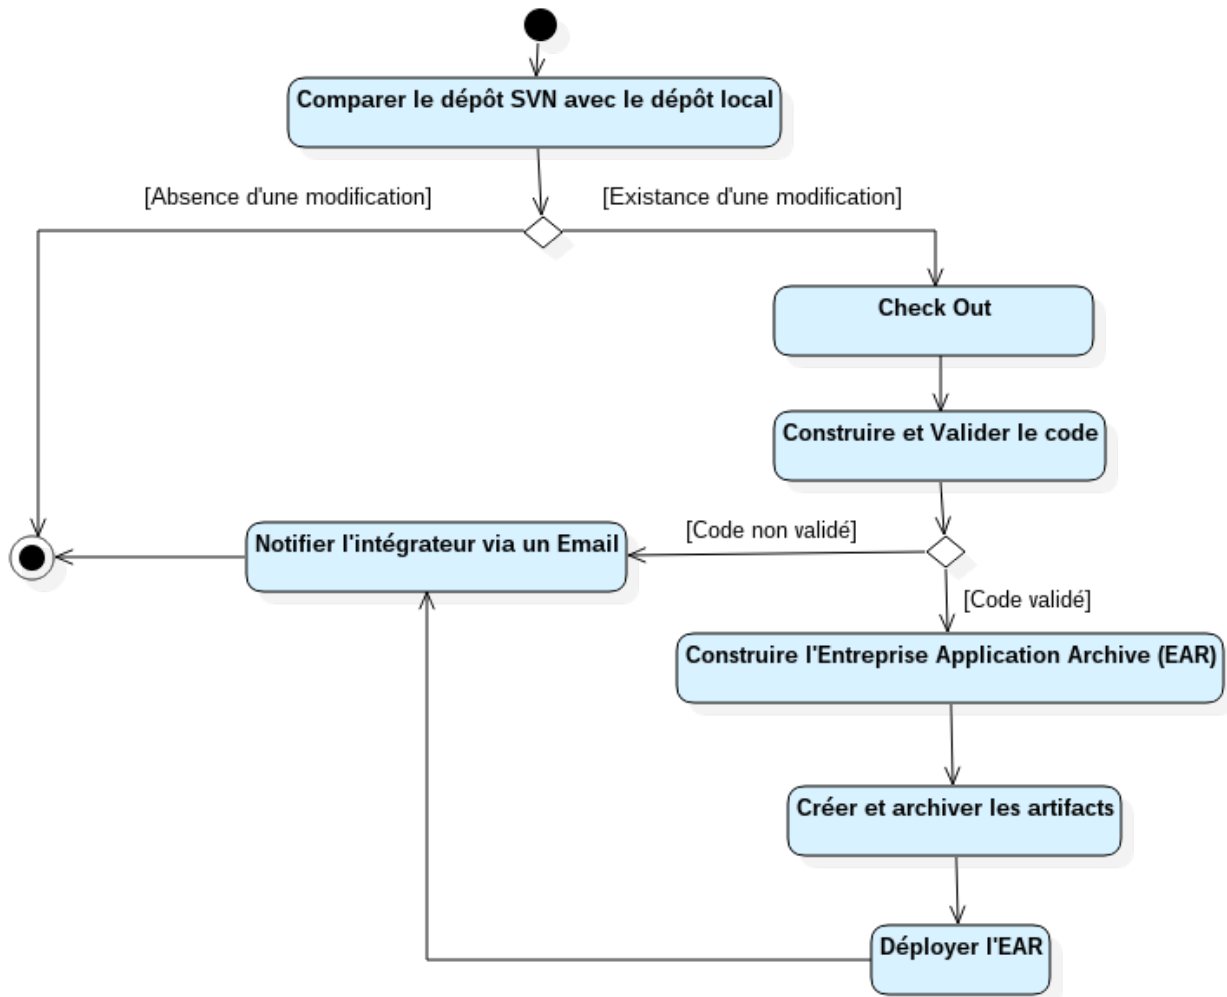 Comparer le dépôt SVN avec le dépôt local
[Absence d'une modification]
[Existance d'une modification]
Check Out
Construire et Valider le code
[Code non validé]
Notifier l'intégrateur via un Email
[Code validé]
Construire l'Entreprise Application Archive (EAR)
Créer et archiver les artifacts
Déployer l'EAR